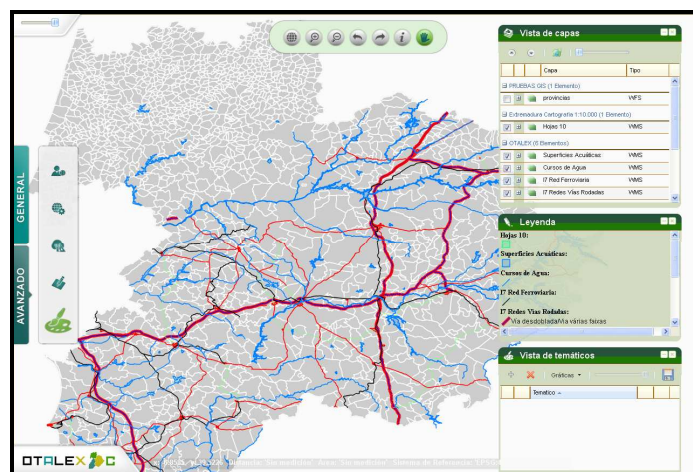 Vista de capas
Capa Tipo
PRUEBAS GIS (1 Elemento)
provincias WFS
Extremadura Cartografía 1:10.000 (1 Elemento)
Hojas 10 WMS
OTALEX (6 Elementos)
Superficies Acuáticas WMS
Cursos de Agua WMS
I7 Red Ferroviaria WMS
I7 Redes Vías Rodadas WMS
GENERAL
AVANZADO
Leyenda
Hojas 10:
Superficies Acuáticas:
Cursos de Agua:
I7 Red Ferroviaria:
I7 Redes Vías Rodadas:
Vía desdoblada/Via várias faixas
Vista de temáticos
Gráficas
Tematico
OTALEX C